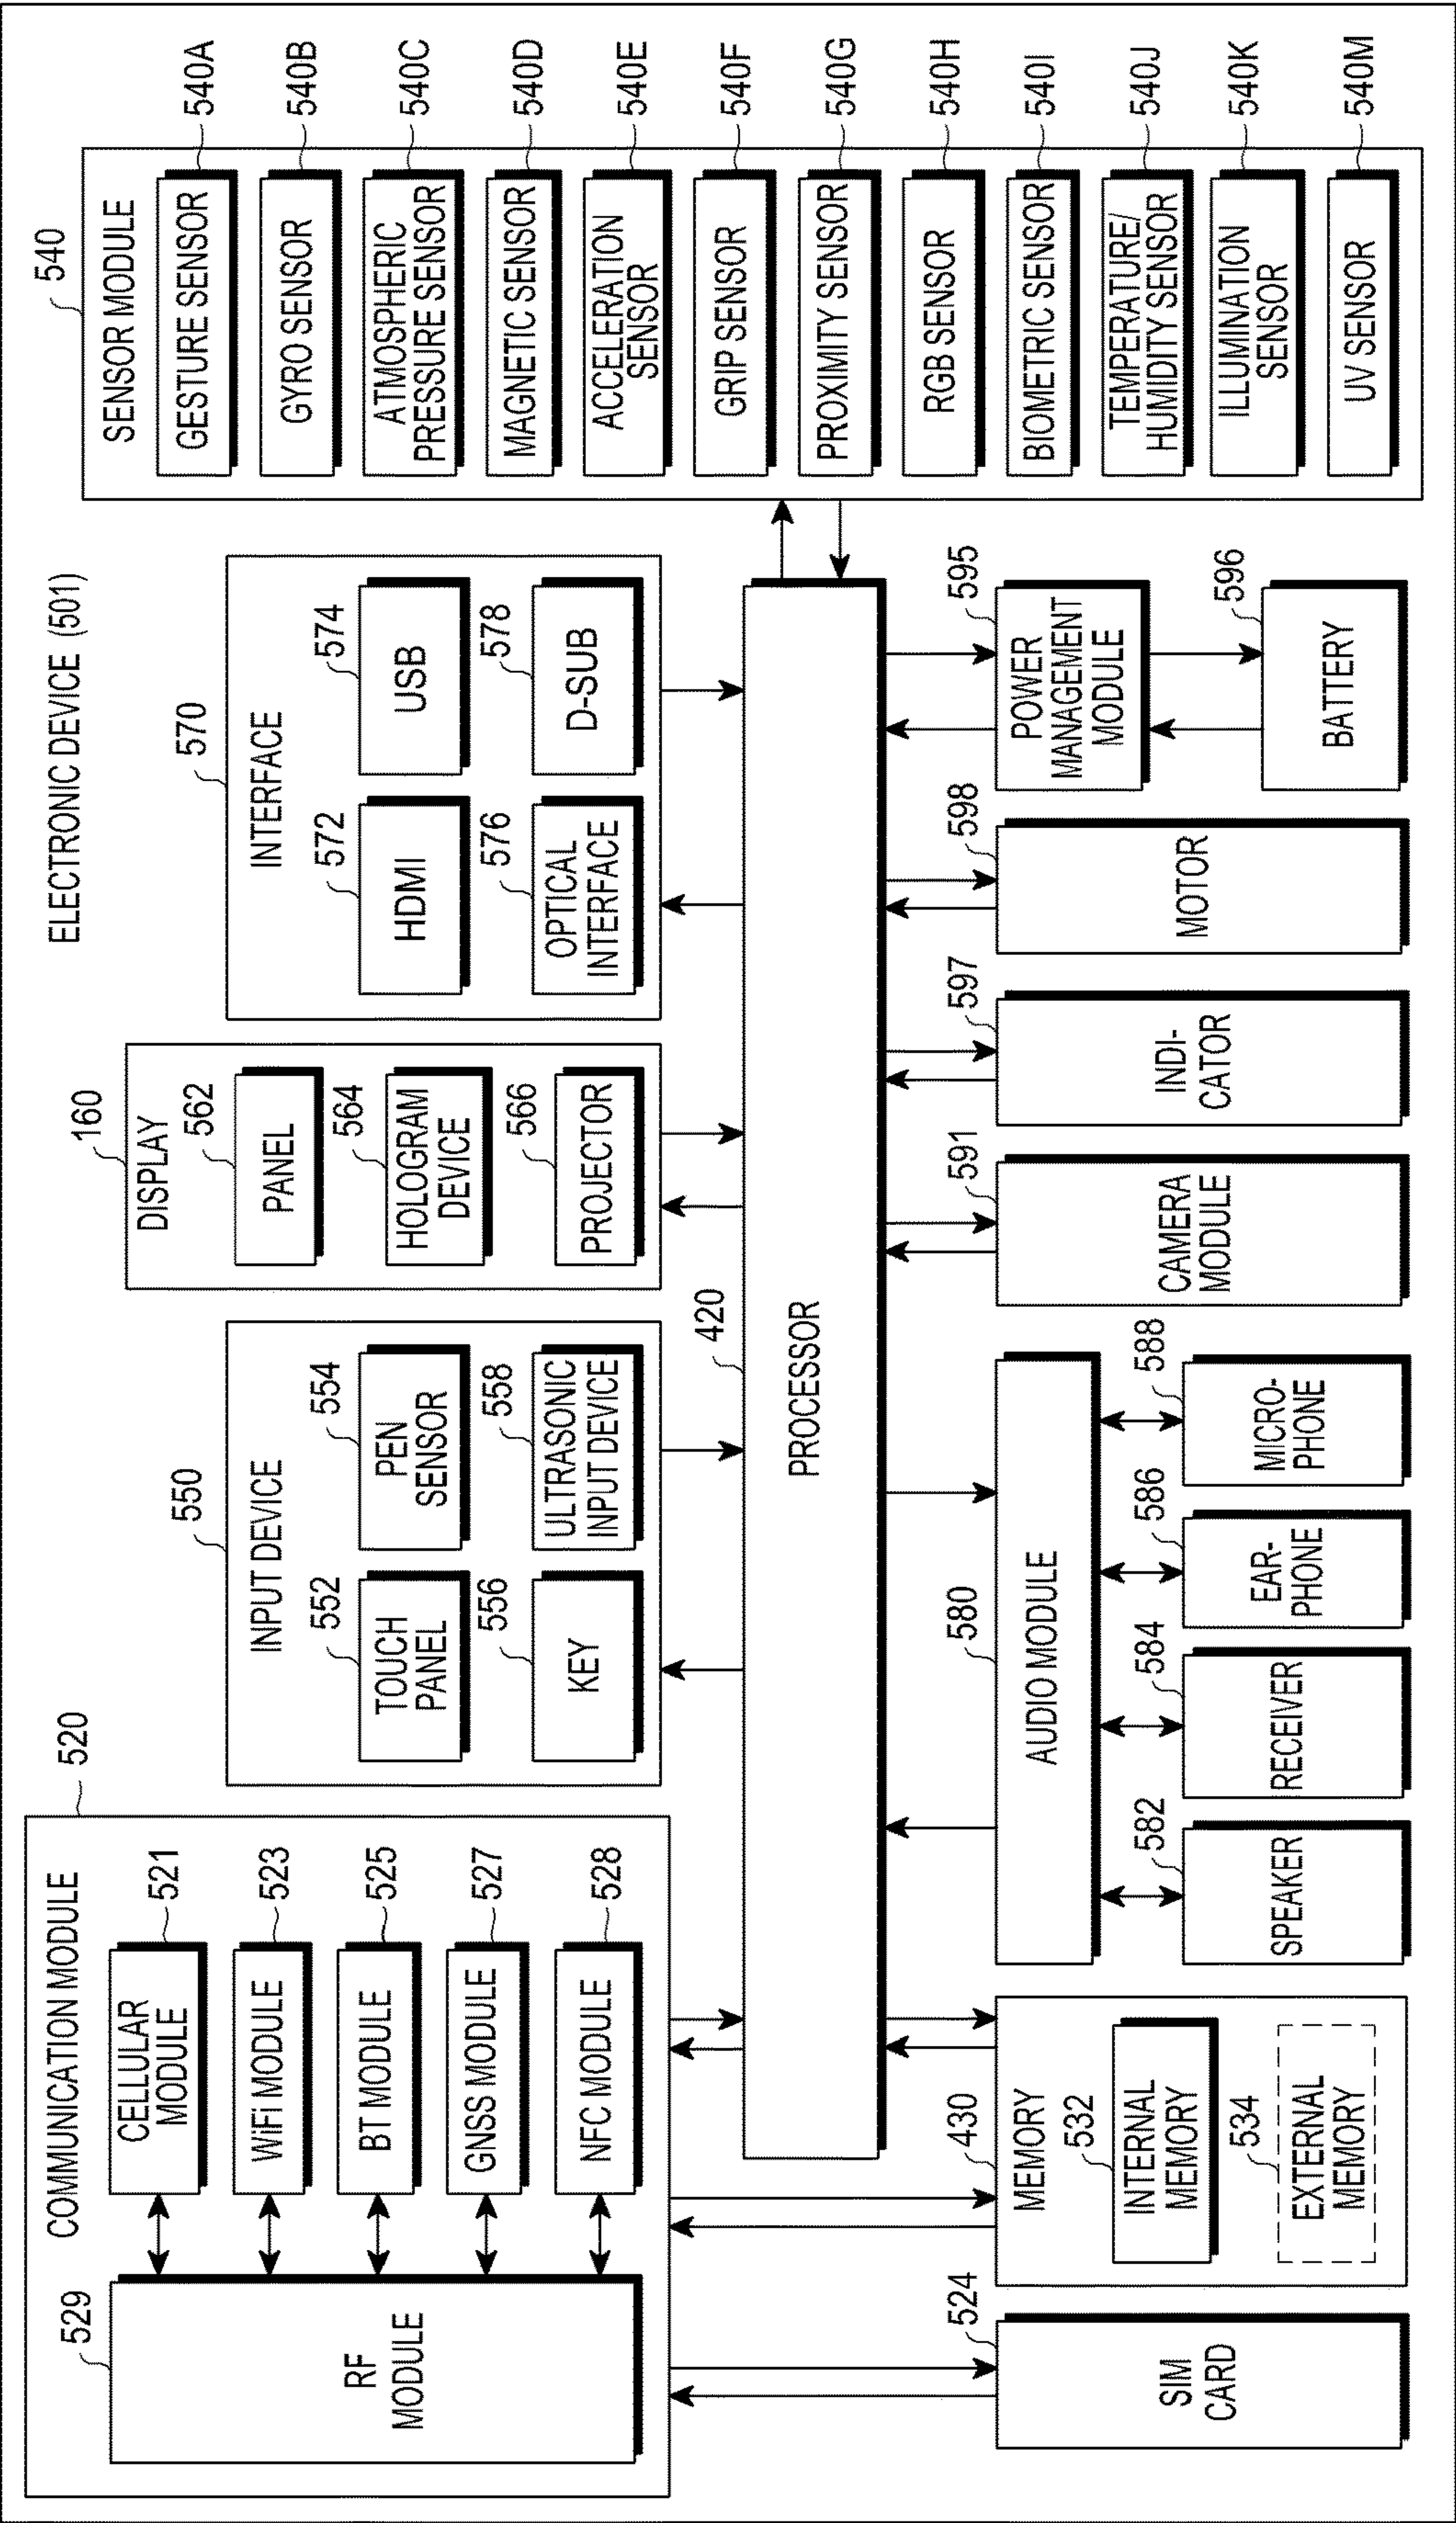 ELECTRONIC DEVICE (501)
520
COMMUNICATION MODULE
529
RF
MODULE
CELLULAR
MODULE
521
WiFi MODULE
523
BT MODULE
525
GNSS MODULE
527
NFC MODULE
528
550
INPUT DEVICE
552
TOUCH
PANEL
554
PEN
SENSOR
556
KEY
558
ULTRASONIC
INPUT DEVICE
160
DISPLAY
562
PANEL
564
HOLOGRAM
DEVICE
566
PROJECTOR
570
INTERFACE
572
HDMI
574
USB
576
OPTICAL
INTERFACE
578
D-SUB
540
SENSOR MODULE
GESTURE SENSOR
540A
GYRO SENSOR
540B
ATMOSPHERIC
PRESSURE SENSOR
540C
MAGNETIC SENSOR
540D
ACCELERATION
SENSOR
540E
GRIP SENSOR
540F
PROXIMITY SENSOR
540G
RGB SENSOR
540H
BIOMETRIC SENSOR
540I
TEMPERATURE/
HUMIDITY SENSOR
540J
ILLUMINATION
SENSOR
540K
UV SENSOR
540M
420
PROCESSOR
524
SIM
CARD
430
MEMORY
532
INTERNAL
MEMORY
534
EXTERNAL
MEMORY
580
AUDIO MODULE
582
SPEAKER
584
RECEIVER
586
EAR-
PHONE
588
MICRO-
PHONE
591
CAMERA
MODULE
597
INDI-
CATOR
598
MOTOR
595
POWER
MANAGEMENT
MODULE
596
BATTERY